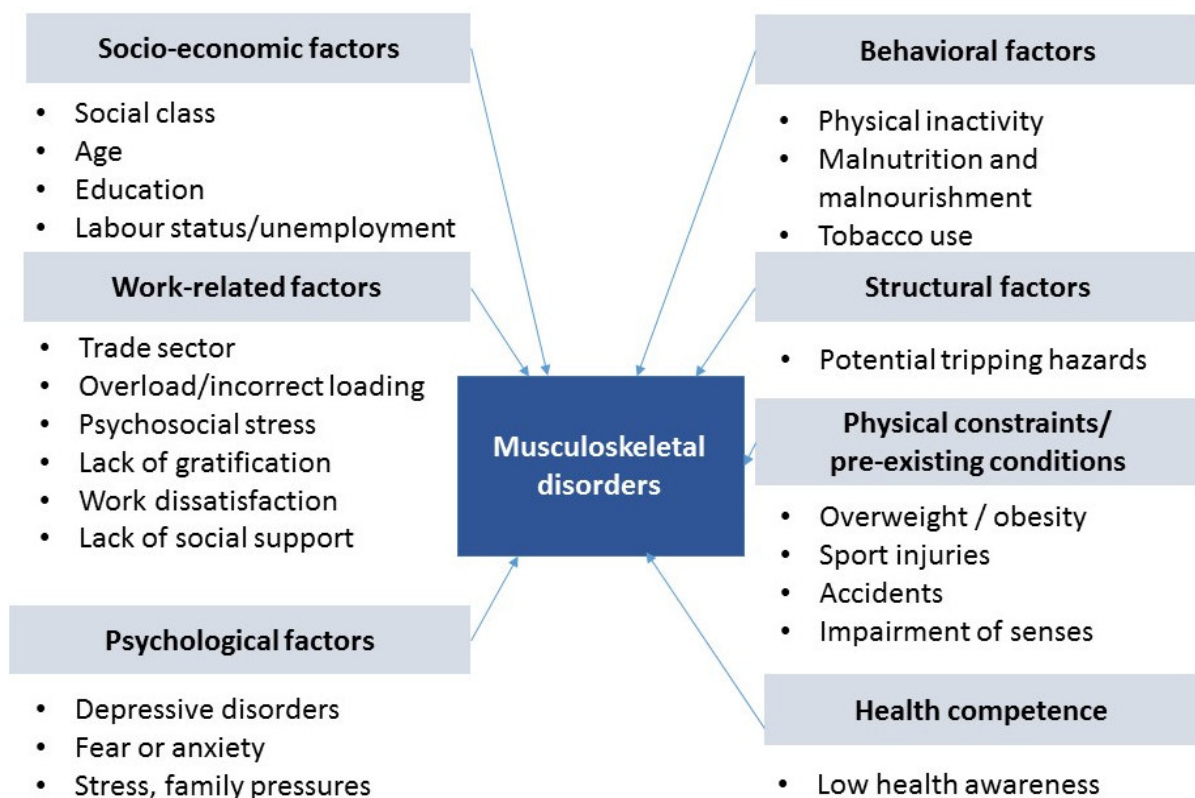 Socio-economic factors
• Social class
• Age
• Education
• Labour status/unemployment
Work-related factors
• Trade sector
• Overload/incorrect loading
• Psychosocial stress
• Lack of gratification
• Work dissatisfaction
• Lack of social support
Psychological factors
• Depressive disorders
• Fear or anxiety
• Stress, family pressures
Musculoskeletal
disorders
Behavioral factors
• Physical inactivity
• Malnutrition and
malnourishment
• Tobacco use
Structural factors
• Potential tripping hazards
Physical constraints/
pre-existing conditions
• Overweight / obesity
• Sport injuries
• Accidents
• Impairment of senses
Health competence
• Low health awareness